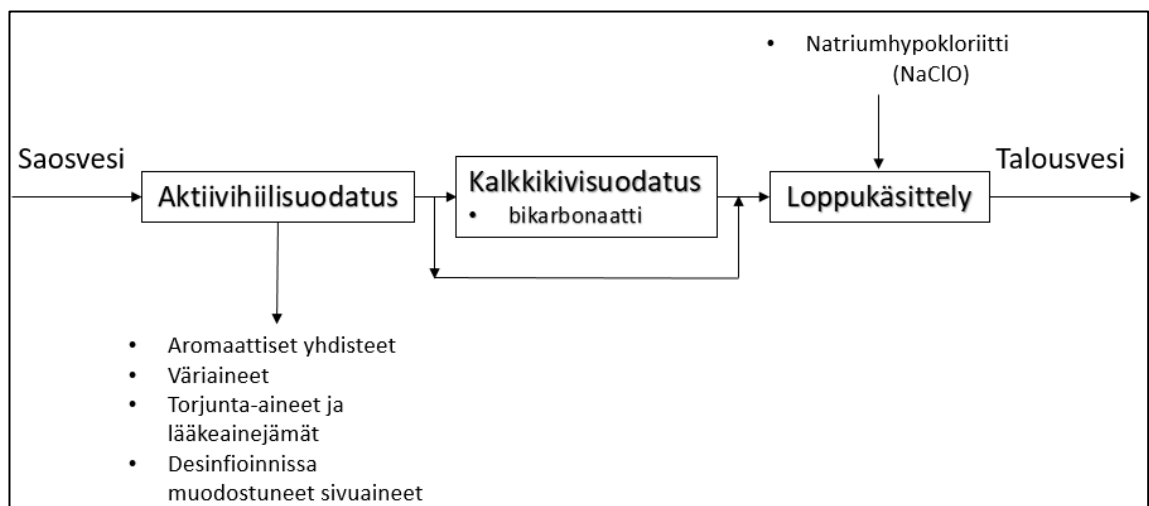 • Natriumhypokloriitti
(NaClO)
Saosvesi
Aktiivihiilisuodatus
Kalkkikivisuodatus
• bikarbonaatti
Loppukäsittely
Talousvesi
• Aromaattiset yhdisteet
• Väriaineet
• Torjunta-aineet ja
lääkeainejämät
• Desinfioinnissa
muodostuneet sivuaineet